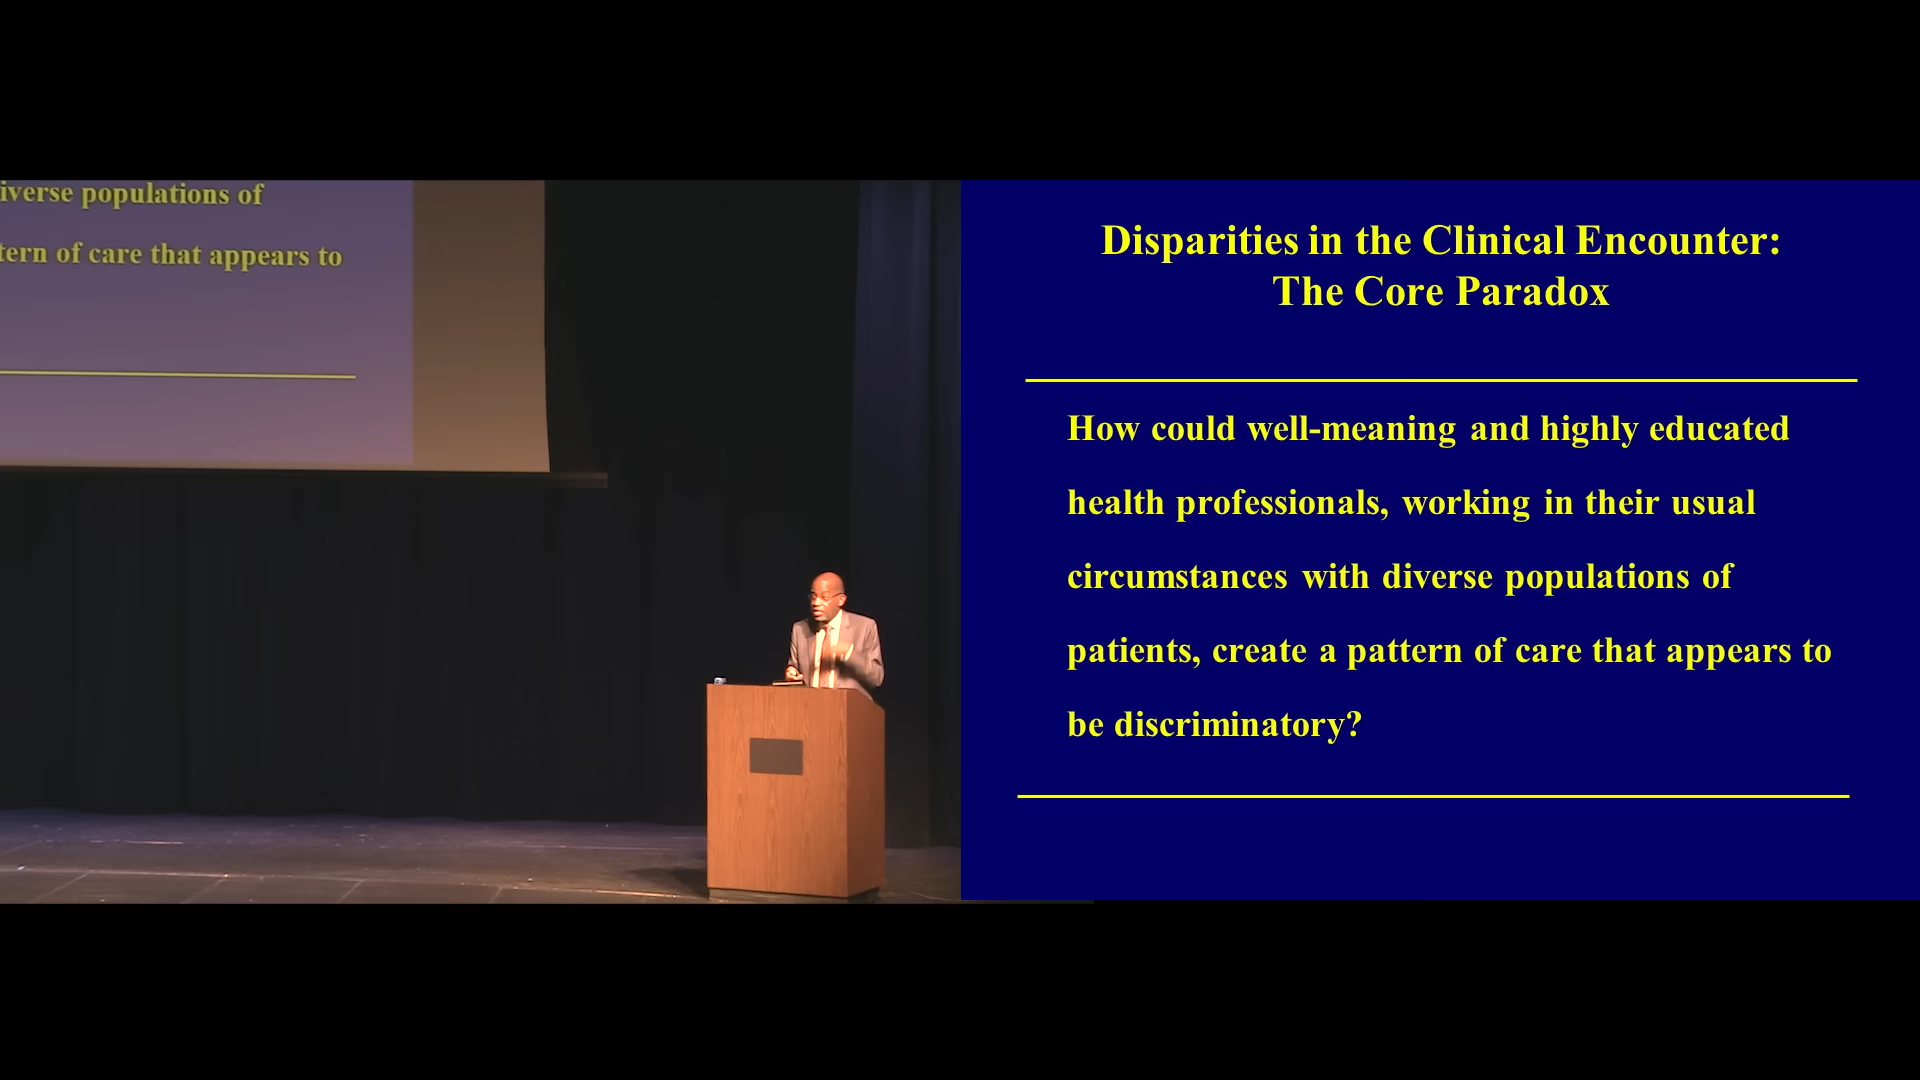 iverse populations of
tern of care that appears to
Disparities in the Clinical Encounter:
The Core Paradox
How could well-meaning and highly educated
health professionals, working in their usual
circumstances with diverse populations of
patients, create a pattern of care that appears to
be discriminatory?